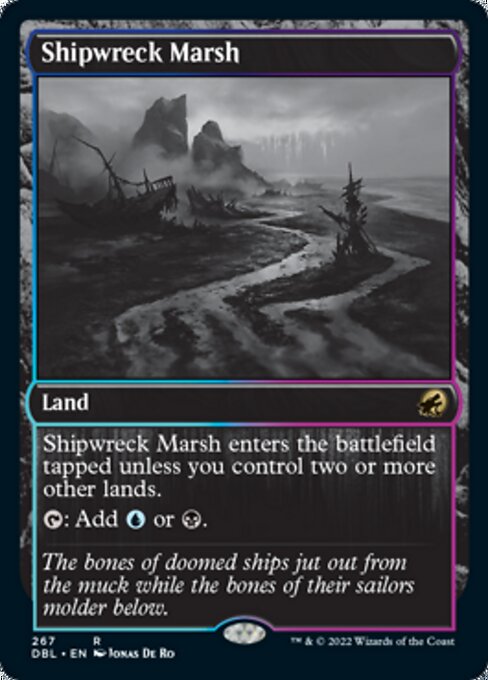 Shipwreck Marsh
Land
Shipwreck Marsh enters the battlefield
tapped unless you control two or more
other lands.
: Add or .
The bones of doomed ships jut out from
the muck while the bones of their sailors
molder below.
267 R
DBL • EN Jonas De Ro
™ & © 2022 Wizards of the Coast